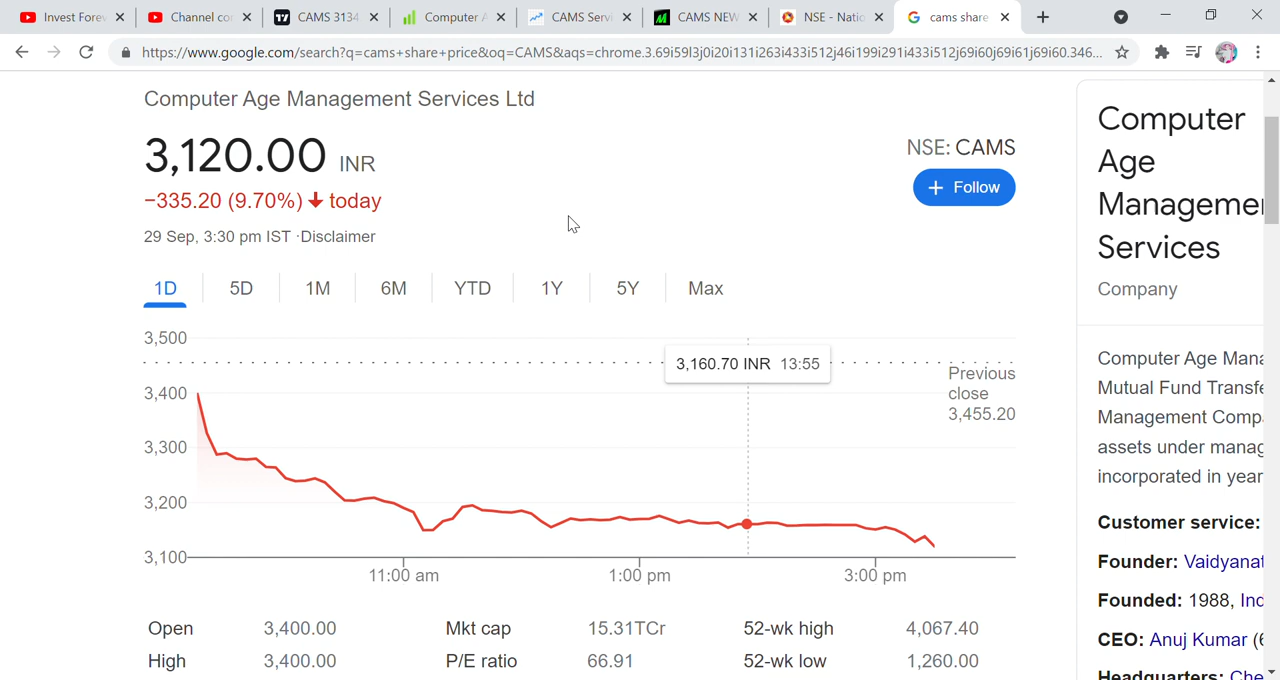 Invest Forev
Channel co
CAMS 3134
Computer A
CAMS Servi
CAMS NEW
NSE - Natio
cams share
https://www.google.com/search?q=cams+share+price&oq=CAMS&aqs=chrome.3.69i59l3j0i20i131i263i433i512j46i199i291i433i512j69i60j69i61j69i60.346...
Computer Age Management Services Ltd
3,120.00 INR
−335.20 (9.70%) today
29 Sep, 3:30 pm IST ·Disclaimer
NSE: CAMS
+ Follow
1D 5D 1M 6M YTD 1Y 5Y Max
3,500
3,400
3,300
3,200
3,100
3,160.70 INR 13:55
Previous
close
3,455.20
11:00 am 1:00 pm 3:00 pm
Open 3,400.00 Mkt cap 15.31TCr 52-wk high 4,067.40
High 3,400.00 P/E ratio 66.91 52-wk low 1,260.00
Computer
Age
Managemen
Services
Company
Computer Age Mana
Mutual Fund Transfe
Management Comp
assets under manag
incorporated in year
Customer service:
Founder: Vaidyanat
Founded: 1988, Ind
CEO: Anuj Kumar (6
Headquarters: Che